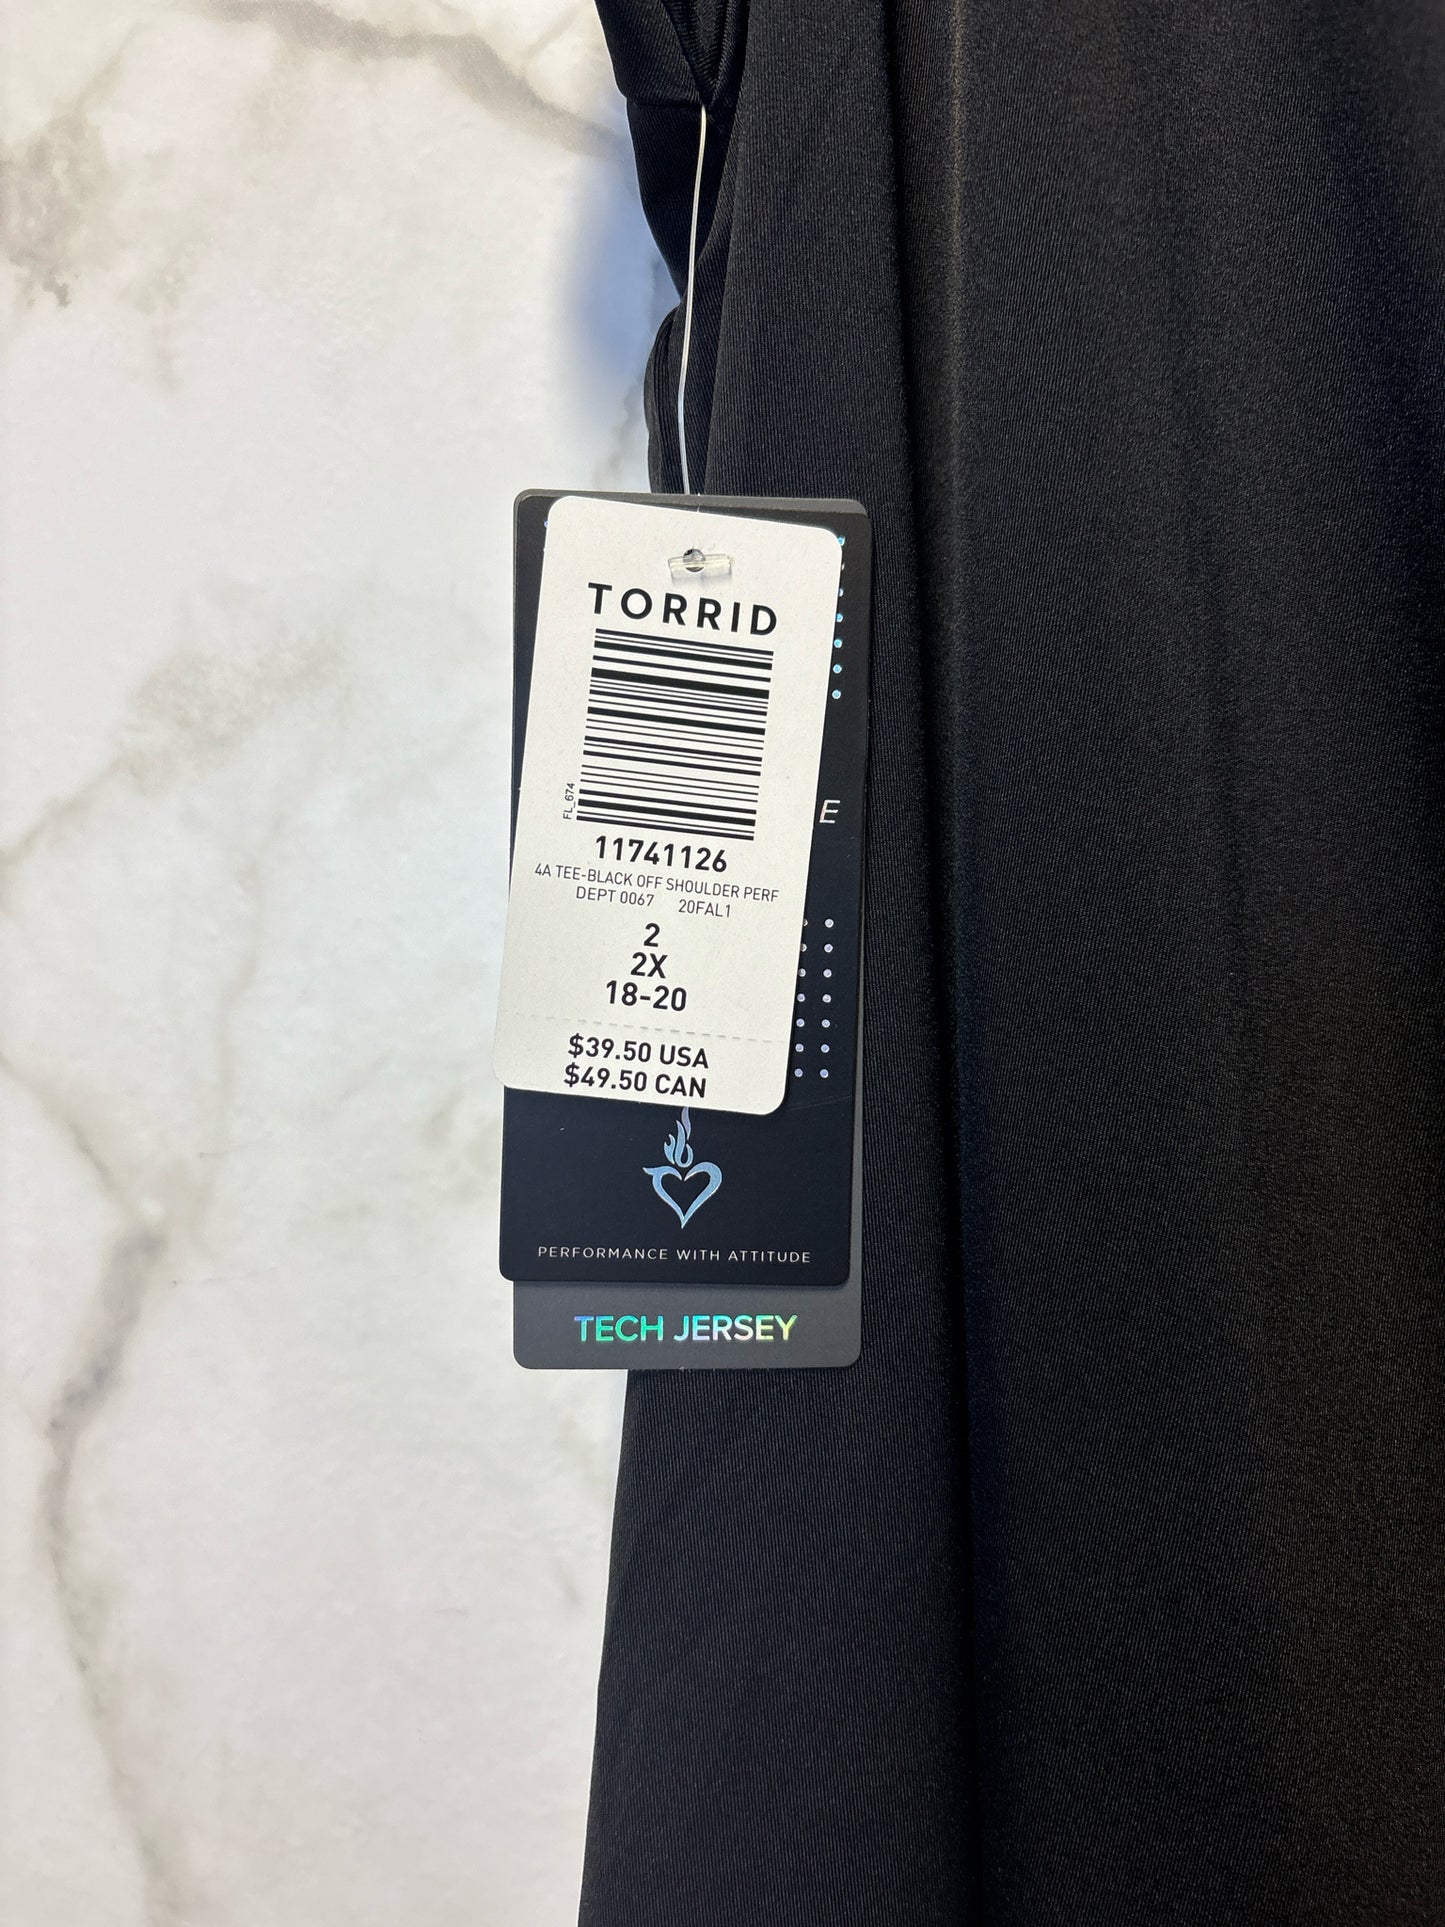 TORRID
FL_674
11741126
4A TEE-BLACK OFF SHOULDER PERF
DEPT 0067 20FAL1
2
2X
18-20
$39.50 USA
$49.50 CAN
E
PERFORMANCE WITH ATTITUDE
TECH JERSEY